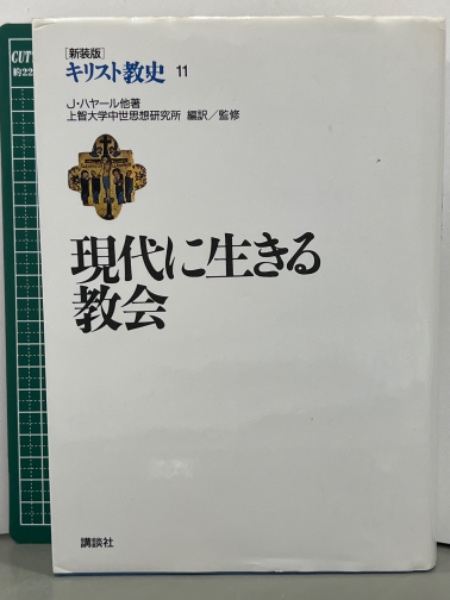 CUT
約22
[新装版]
キリスト教史 11
J・ハヤール他著
上智大学中世思想研究所 編訳/監修
現代に生きる
教会
講談社